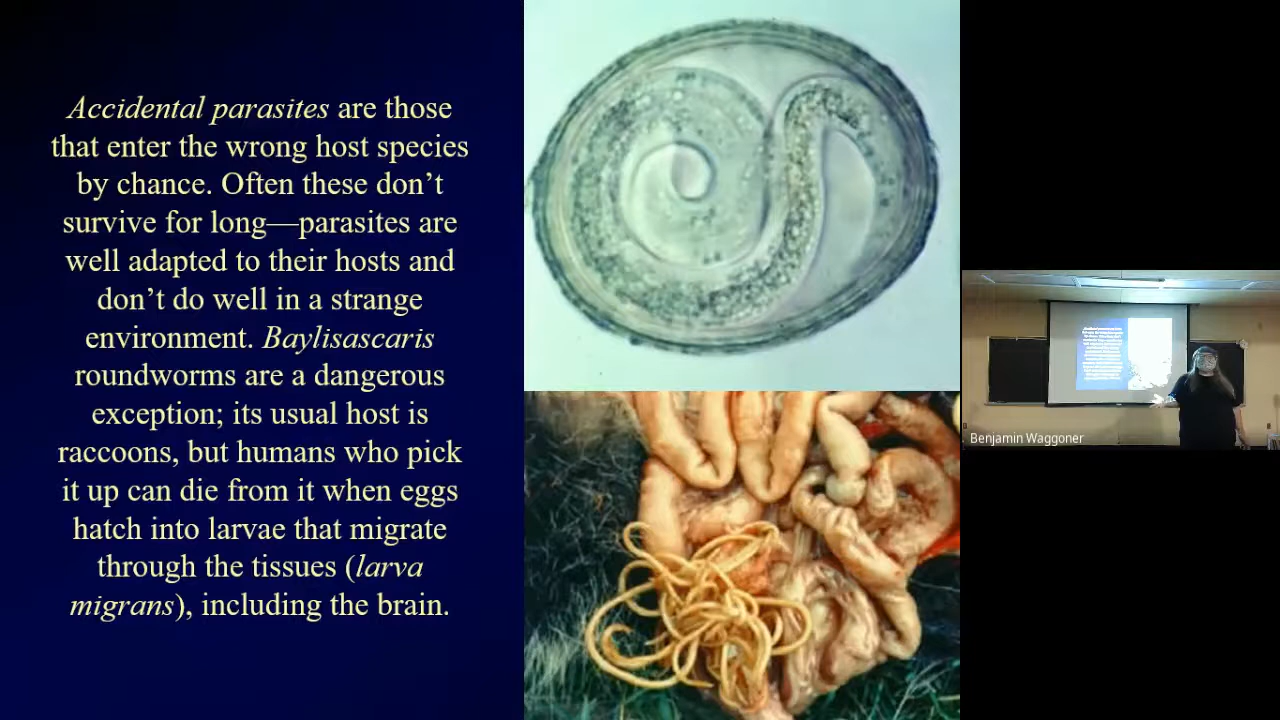 Accidental parasites are those
that enter the wrong host species
by chance. Often these don’t
survive for long—parasites are
well adapted to their hosts and
don’t do well in a strange
environment. Baylisascaris
roundworms are a dangerous
exception; its usual host is
raccoons, but humans who pick
it up can die from it when eggs
hatch into larvae that migrate
through the tissues (larva
migrans), including the brain.
Benjamin Waggoner